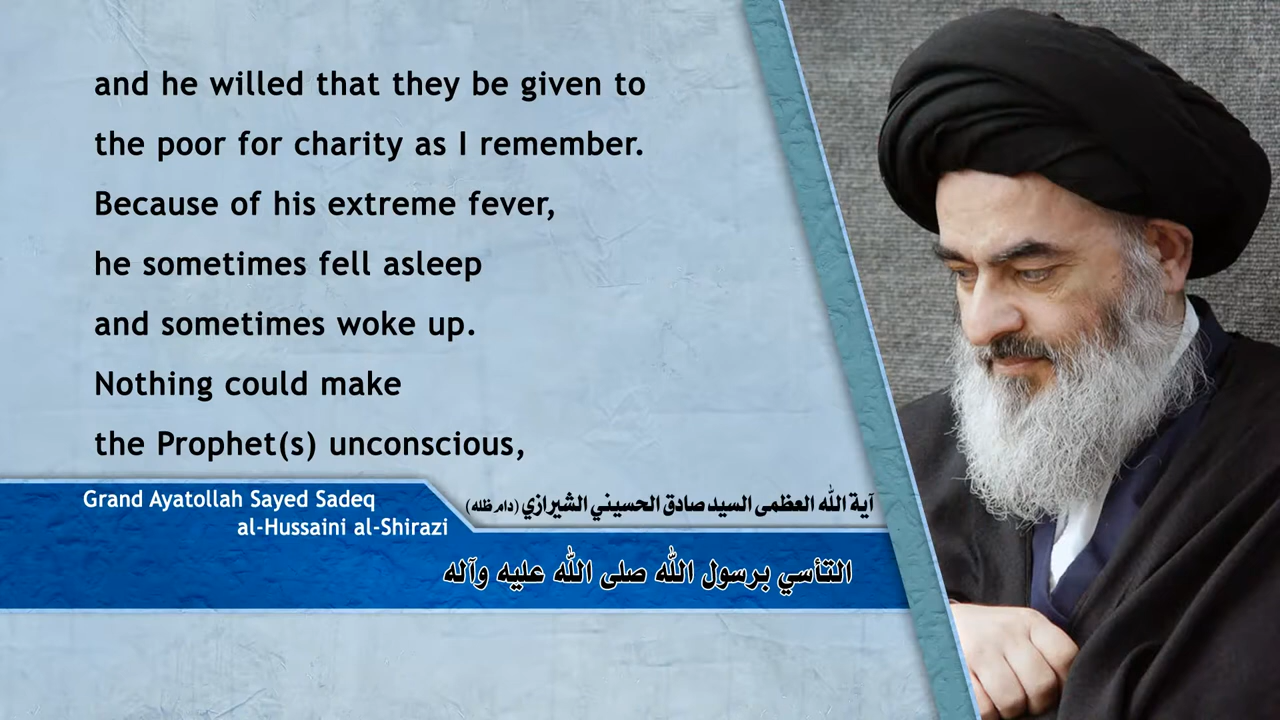 and he willed that they be given to
the poor for charity as I remember.
Because of his extreme fever,
he sometimes fell asleep
and sometimes woke up.
Nothing could make
the Prophet(s) unconscious,
Grand Ayatollah Sayed Sadeq
al-Hussaini al-Shirazi
آية الله العظمى السيد صادق الحسيني الشيرازي (دام ظله)
التأسي برسول الله صلى الله عليه وآله